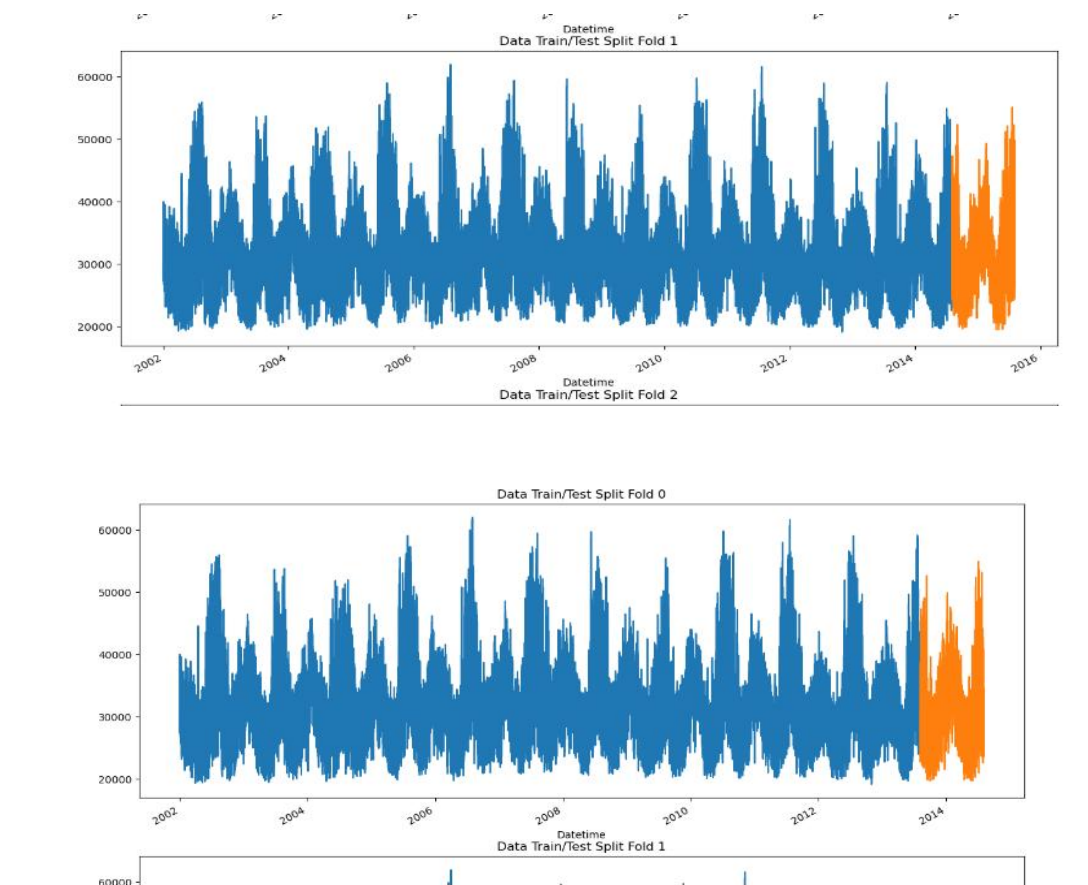 Datetime
Data Train/Test Split Fold 1
60000
50000
40000
30000
20000
2002 2004 2006 2008 2010 2012 2014 2016
Datetime
Data Train/Test Split Fold 2
Data Train/Test Split Fold 0
60000
50000
40000
30000
20000
2002 2004 2006 2008 2010 2012 2014
Datetime
Data Train/Test Split Fold 1
60000